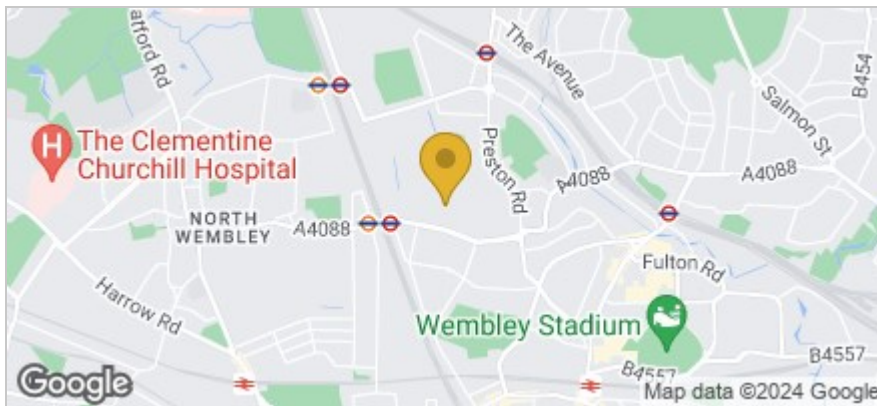 atford Rd
The Avenue
B454
Salmon St
The Clementine
Churchill Hospital
Preston Rd
A4088
A4088
NORTH
WEMBLEY
A4088
Fulton Rd
Harrow Rd
Wembley Stadium
B4557
B4557
Google
Map data ©2024 Google